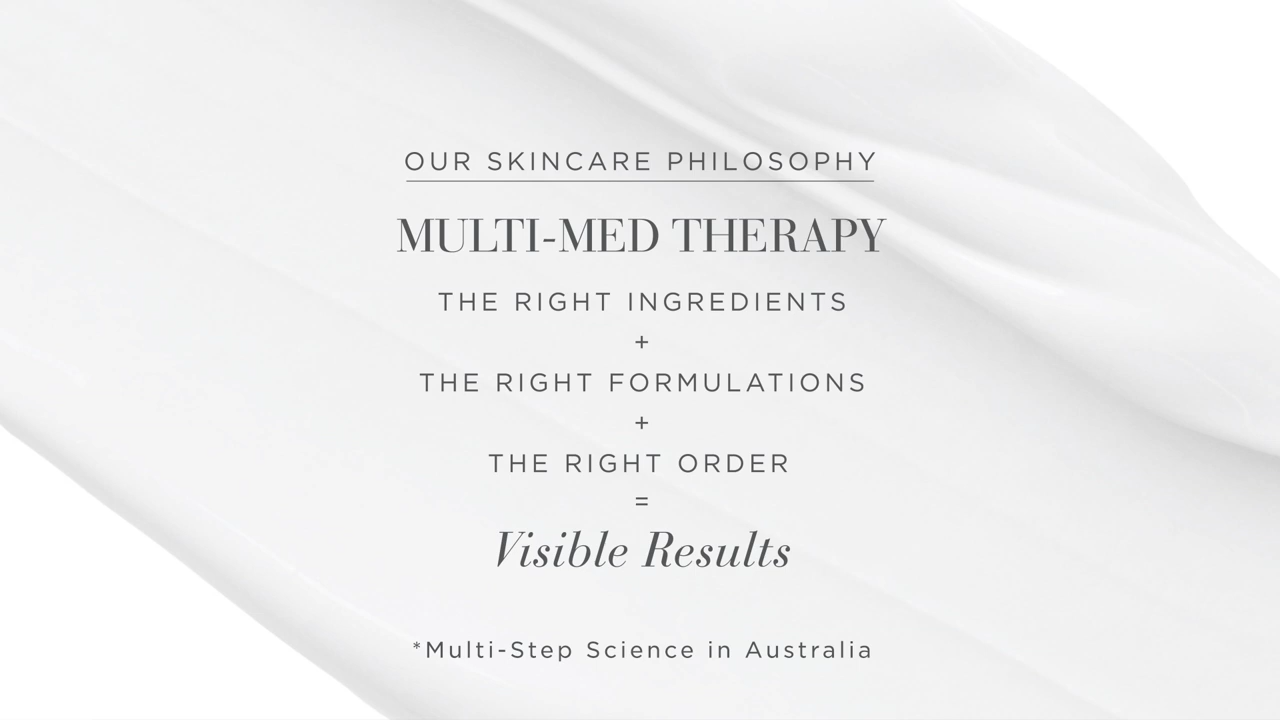 OUR SKINCARE PHILOSOPHY
MULTI-MED THERAPY
THE RIGHT INGREDIENTS
+
THE RIGHT FORMULATIONS
+
THE RIGHT ORDER
=
Visible Results
*Multi-Step Science in Australia